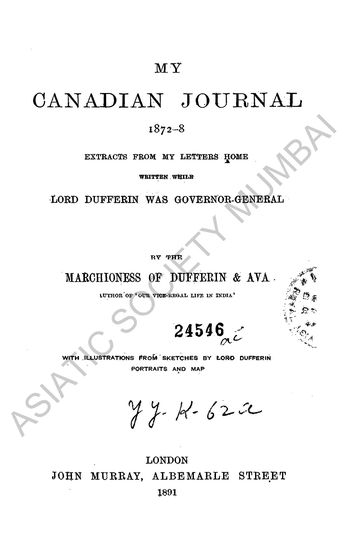 MY
CANADIAN JOURNAL
1872–8
EXTRACTS FROM MY LETTERS HOME
WRITTEN WHILE
LORD DUFFERIN WAS GOVERNOR-GENERAL
BY THE
MARCHIONESS OF DUFFERIN & AVA
AUTHOR OF 'OUR VICE-REGAL LIFE IN INDIA'
24546
WITH ILLUSTRATIONS FROM SKETCHES BY LORD DUFFERIN
PORTRAITS AND MAP
LONDON
JOHN MURRAY, ALBEMARLE STREET
1891
ASIATIC SOCIETY MUMBAI